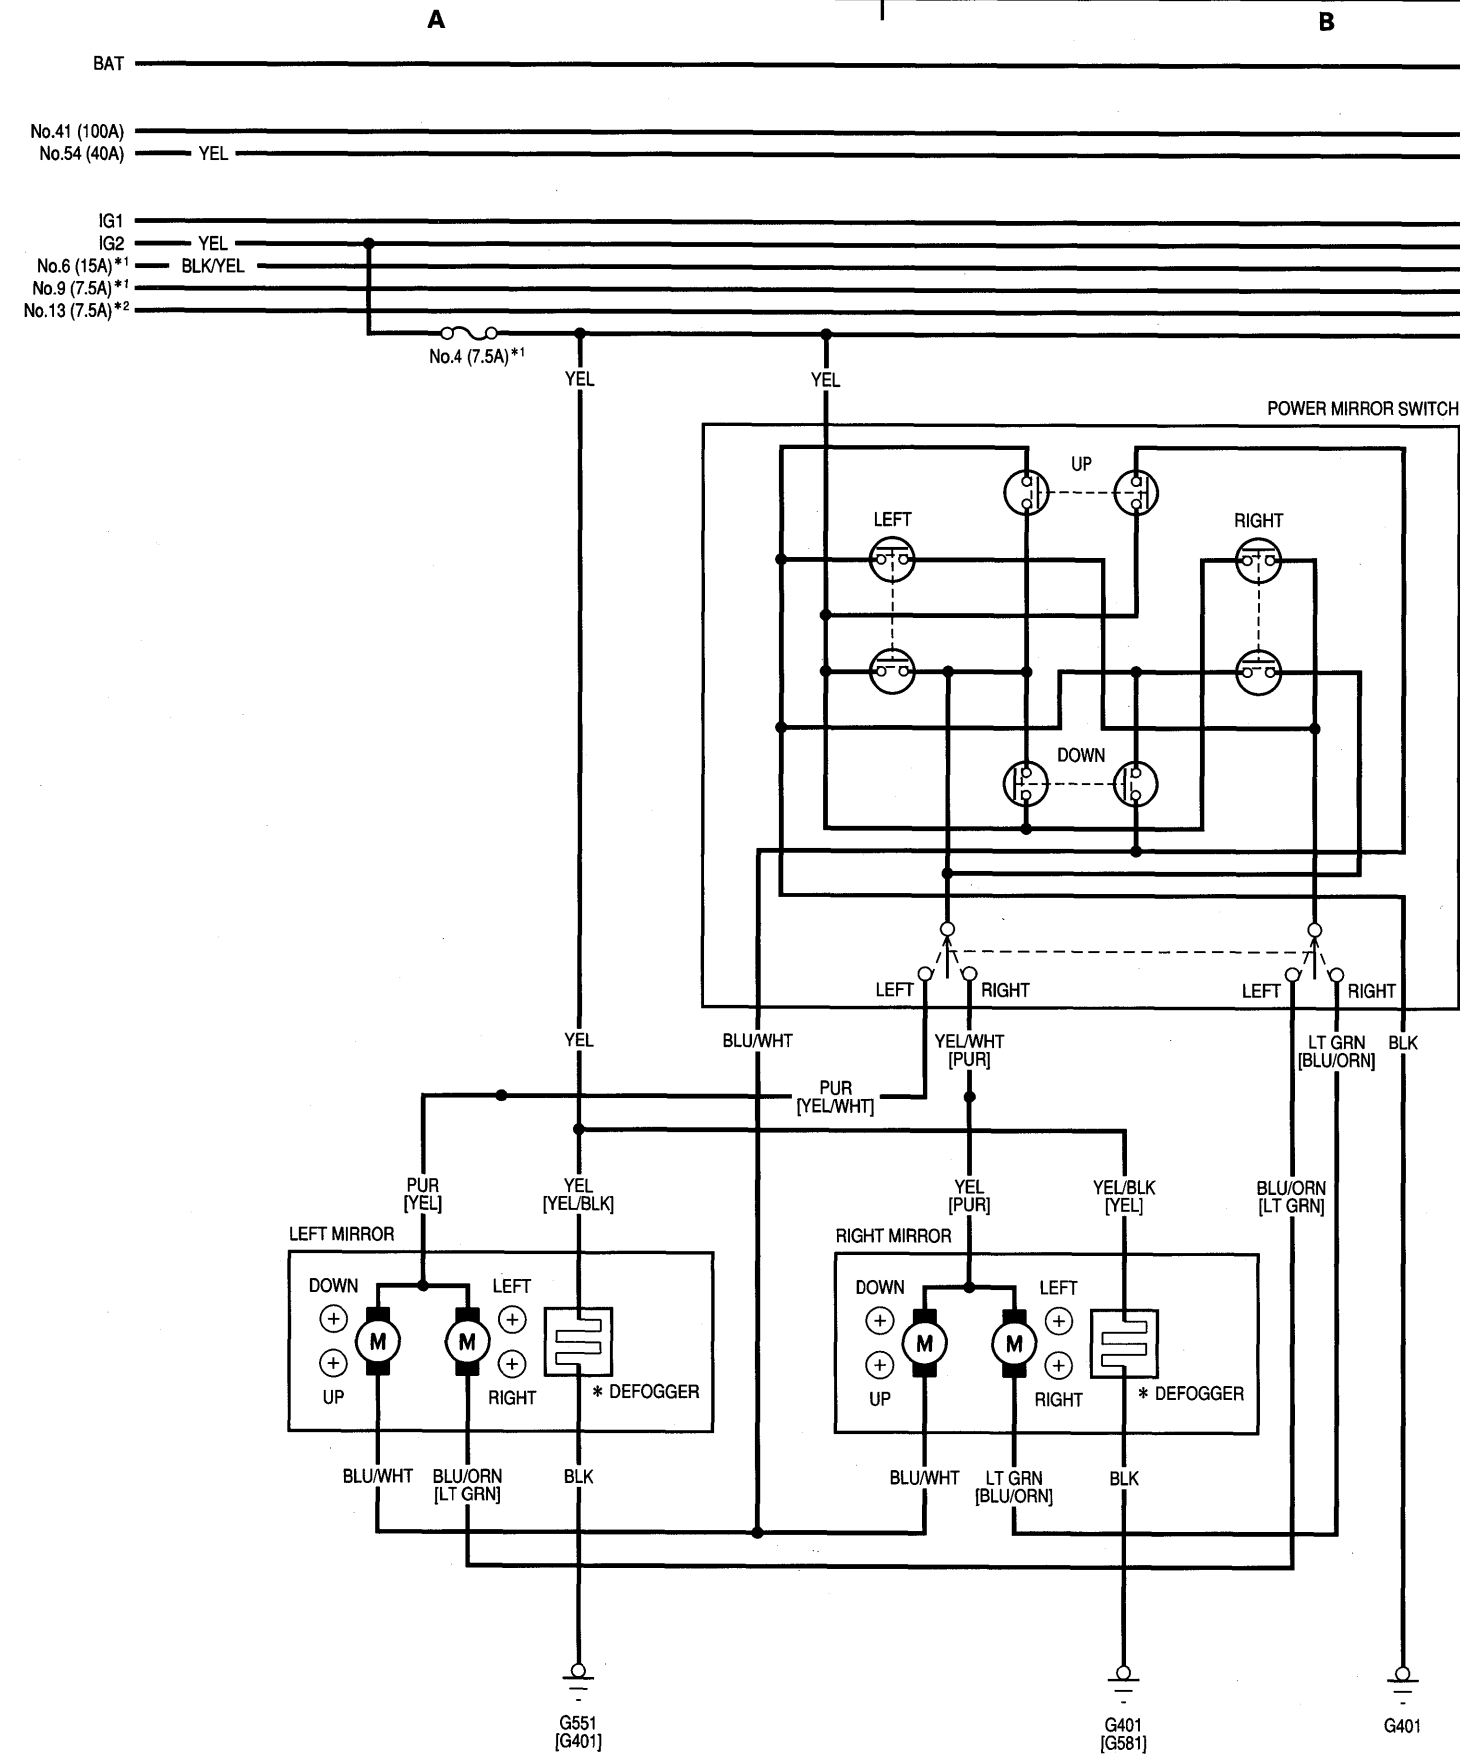 A
B
BAT
No.41 (100A)
No.54 (40A)
YEL
IG1
IG2
YEL
No.6 (15A)*1
BLK/YEL
No.9 (7.5A)*1
No.13 (7.5A)*2
No.4 (7.5A)*1
YEL
YEL
POWER MIRROR SWITCH
UP
LEFT
RIGHT
DOWN
LEFT
RIGHT
LEFT
RIGHT
YEL
BLU/WHT
YEL/WHT
[PUR]
LT GRN
[BLU/ORN]
BLK
PUR
[YEL/WHT]
PUR
[YEL]
YEL
[YEL/BLK]
YEL
[PUR]
YEL/BLK
[YEL]
BLU/ORN
[LT GRN]
LEFT MIRROR
RIGHT MIRROR
DOWN
LEFT
DOWN
LEFT
+
+
+
+
M
M
M
M
+
+
+
+
UP
RIGHT
* DEFOGGER
UP
RIGHT
* DEFOGGER
BLU/WHT
BLU/ORN
[LT GRN]
BLK
BLU/WHT
LT GRN
[BLU/ORN]
BLK
G551
[G401]
G401
[G581]
G401